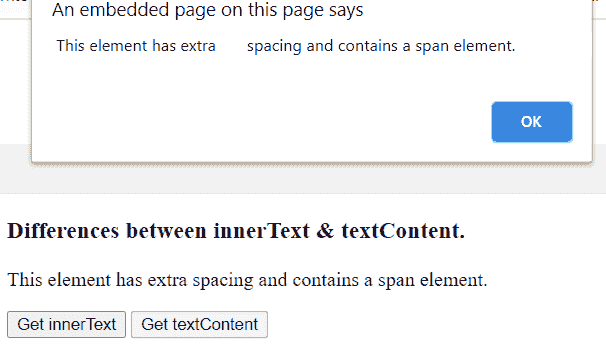 An embedded page on this page says
This element has extra      spacing and contains a span element.
OK
Differences between innerText & textContent.
This element has extra spacing and contains a span element.
Get innerText Get textContent